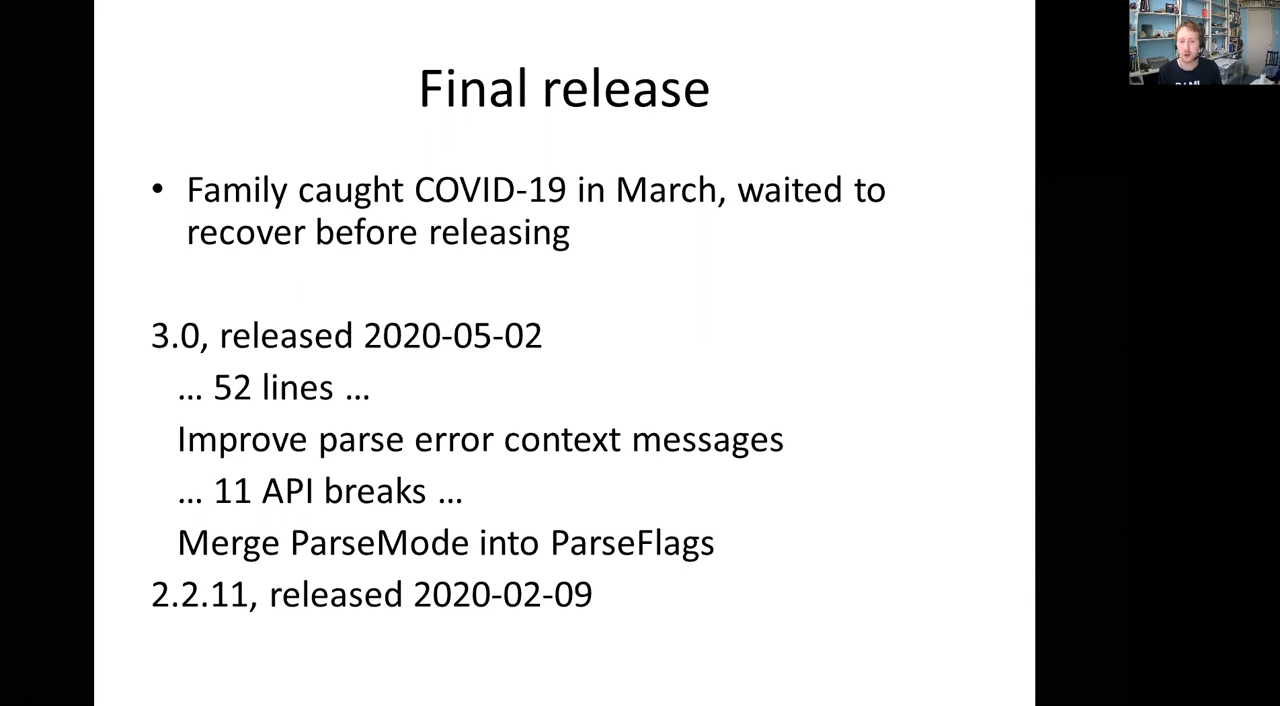 Final release
• Family caught COVID-19 in March, waited to
recover before releasing
3.0, released 2020-05-02
… 52 lines …
Improve parse error context messages
… 11 API breaks …
Merge ParseMode into ParseFlags
2.2.11, released 2020-02-09